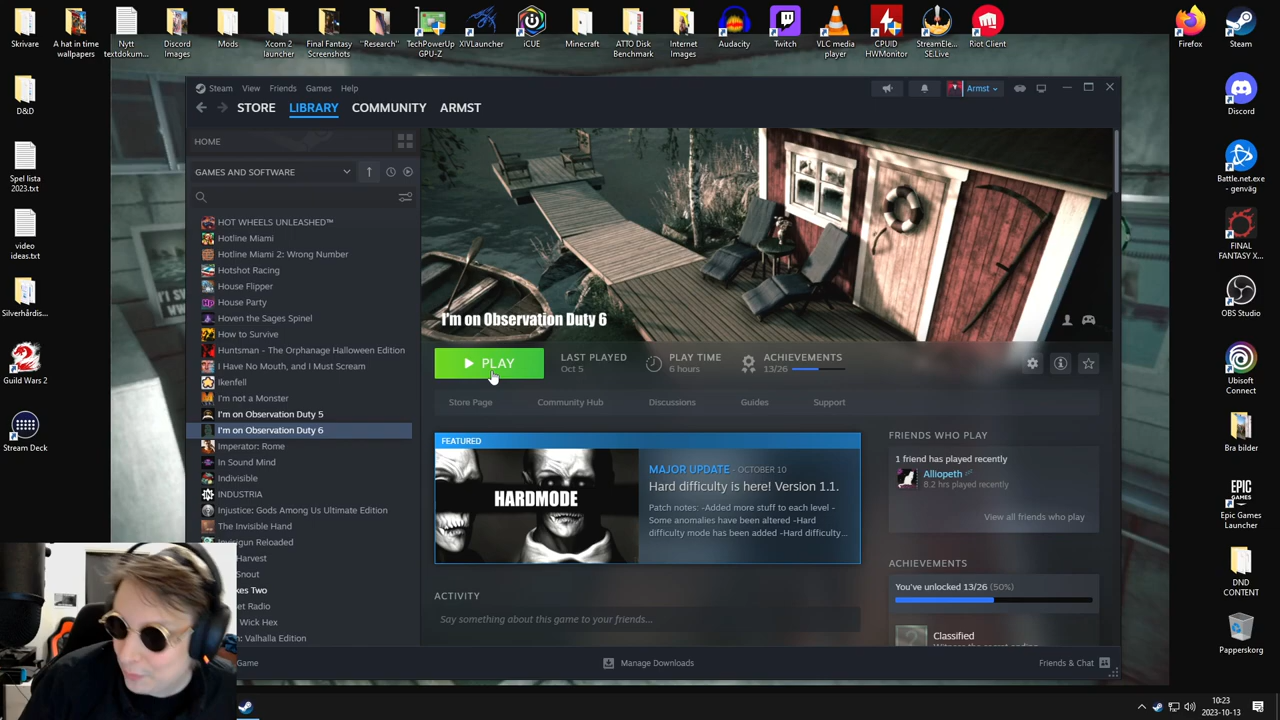 Skrivare
A hat in time
wallpapers
Nytt
textdokum...
Discord
Images
Mods
Xcom 2
launcher
Final Fantasy
Screenshots
"Research"
TechPowerUp
GPU-Z
XIVLauncher
iCUE
Minecraft
ATTO Disk
Benchmark
Internet
Images
Audacity
Twitch
VLC media
player
CPUID
HWMonitor
StreamEle...
SE.Live
Riot Client
Firefox
Steam
D&D
Spel lista
2023.txt
video
ideas.txt
Silverhårdis...
Guild Wars 2
Stream Deck
Discord
Battle.net.exe -
genväg
FINAL
FANTASY X...
OBS Studio
Ubisoft
Connect
Bra bilder
EPIC
GAMES
Epic Games
Launcher
DND
CONTENT
Papperskorg
Steam View Friends Games Help
Armst
STORE LIBRARY COMMUNITY ARMST
HOME
GAMES AND SOFTWARE
HOT WHEELS UNLEASHED™
Hotline Miami
Hotline Miami 2: Wrong Number
Hotshot Racing
House Flipper
House Party
Hoven the Sages Spinel
How to Survive
Huntsman - The Orphanage Halloween Edition
I Have No Mouth, and I Must Scream
Ikenfell
I'm not a Monster
I'm on Observation Duty 5
I'm on Observation Duty 6
Imperator: Rome
In Sound Mind
Indivisible
INDUSTRIA
Injustice: Gods Among Us Ultimate Edition
The Invisible Hand
Invirigun Reloaded
Harvest
Snout
kes Two
et Radio
Wick Hex
n: Valhalla Edition
Game
I'm on Observation Duty 6
PLAY
LAST PLAYED
Oct 5
PLAY TIME
6 hours
ACHIEVEMENTS
13/26
Store Page Community Hub Discussions Guides Support
FEATURED
HARDMODE
MAJOR UPDATE - OCTOBER 10
Hard difficulty is here! Version 1.1.
Patch notes: -Added more stuff to each level -
Some anomalies have been altered -Hard
difficulty mode has been added -Hard difficulty...
ACTIVITY
Say something about this game to your friends...
FRIENDS WHO PLAY
1 friend has played recently
Alliopeth
8.2 hrs played recently
View all friends who play
ACHIEVEMENTS
You've unlocked 13/26 (50%)
Classified
Manage Downloads
Friends & Chat
10:23
2023-10-13